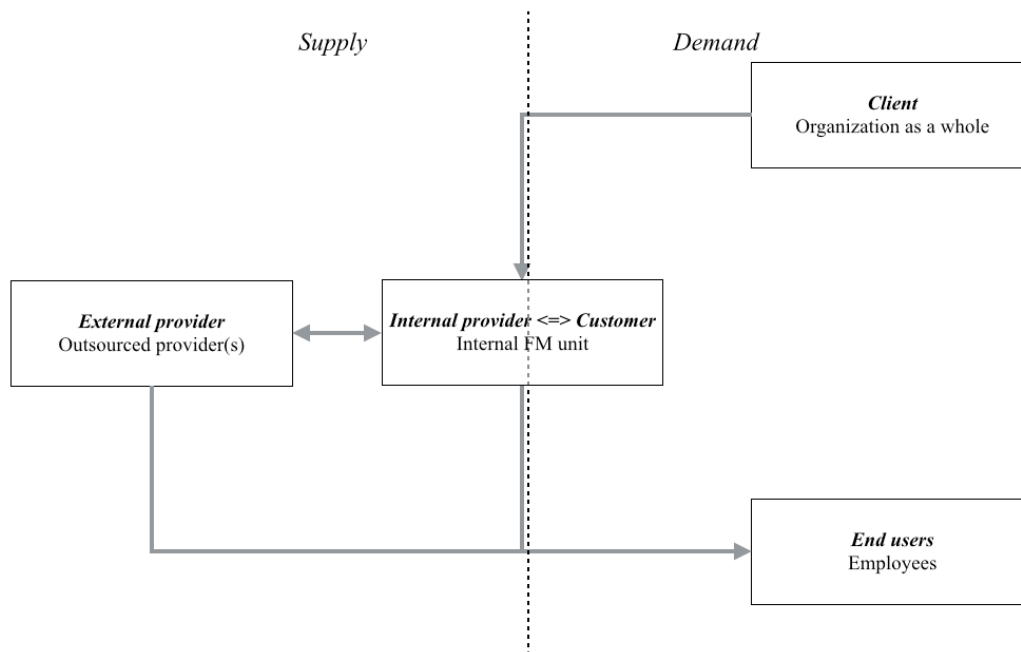 Supply
Demand
Client
Organization as a whole
External provider
Outsourced provider(s)
Internal provider <=> Customer
Internal FM unit
End users
Employees